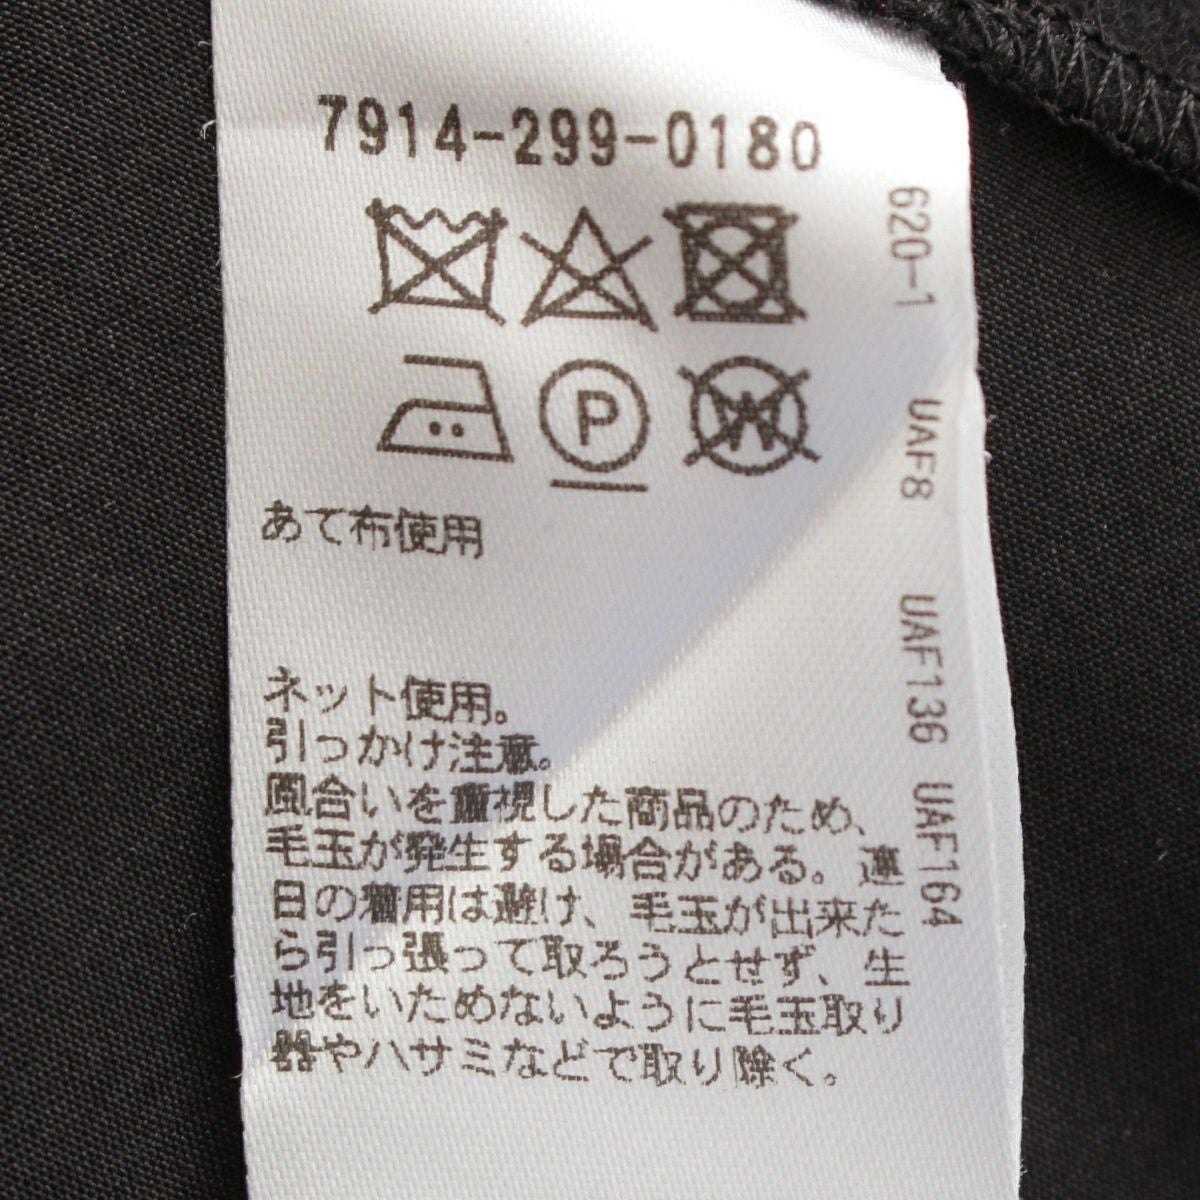 7914-299-0180
P
W
あて布使用
ネット使用。
引っかけ注意。
風合いを重視した商品のため、
毛玉が発生する場合がある。連
日の着用は避け、毛玉が出来た
ら引っ張って取ろうとせず、生
地をいためないように毛玉取り
器やハサミなどで取り除く。
620-1 UAF8 UAF136 UAF164